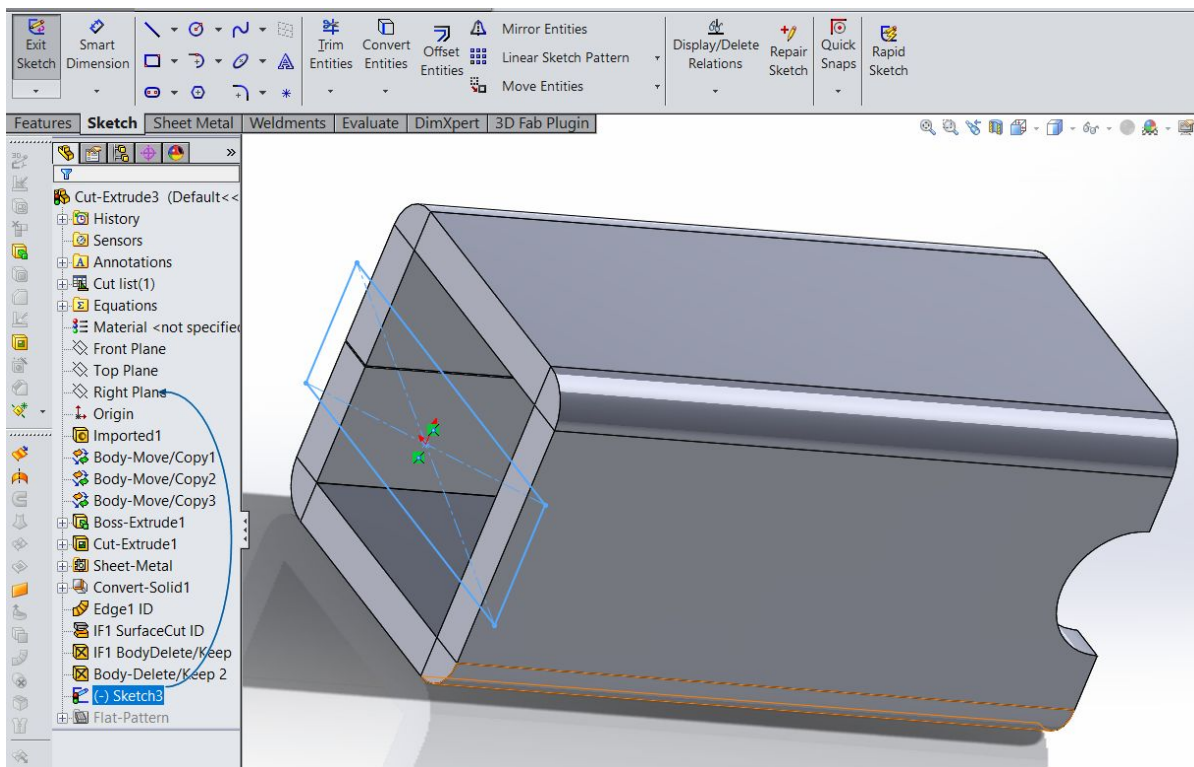 Exit Sketch
Smart Dimension
Trim Entities
Convert Entities
Offset Entities
Mirror Entities
Linear Sketch Pattern
Move Entities
Display/Delete Relations
Repair Sketch
Quick Snaps
Rapid Sketch
Features Sketch Sheet Metal Weldments Evaluate DimXpert 3D Fab Plugin
Cut-Extrude3 (Default<<
History
Sensors
Annotations
Cut list(1)
Equations
Material <not specified
Front Plane
Top Plane
Right Plane
Origin
Imported1
Body-Move/Copy1
Body-Move/Copy2
Body-Move/Copy3
Boss-Extrude1
Cut-Extrude1
Sheet-Metal
Convert-Solid1
Edge1 ID
IF1 SurfaceCut ID
IF1 BodyDelete/Keep
Body-Delete/Keep 2
(-) Sketch3
Flat-Pattern